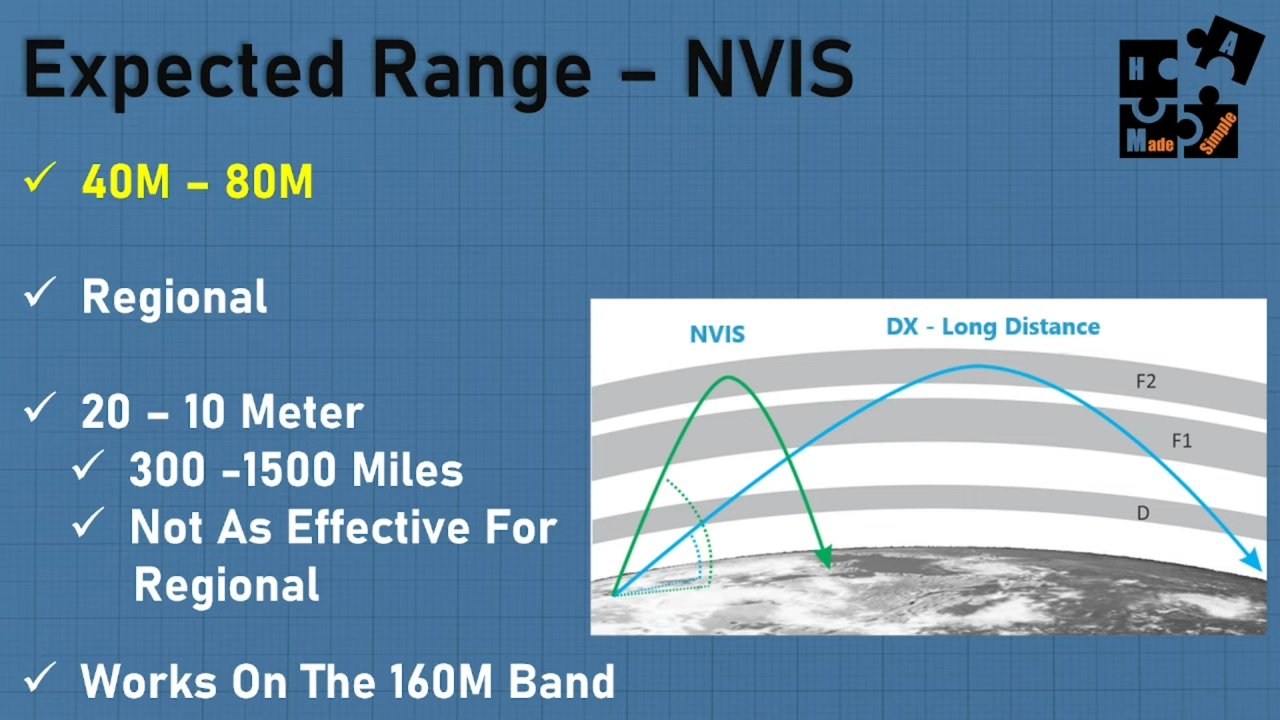 Expected Range – NVIS
H A
Made Simple
✓ 40M – 80M
✓ Regional
✓ 20 – 10 Meter
✓ 300 -1500 Miles
✓ Not As Effective For
Regional
✓ Works On The 160M Band
NVIS
DX - Long Distance
F2
F1
D